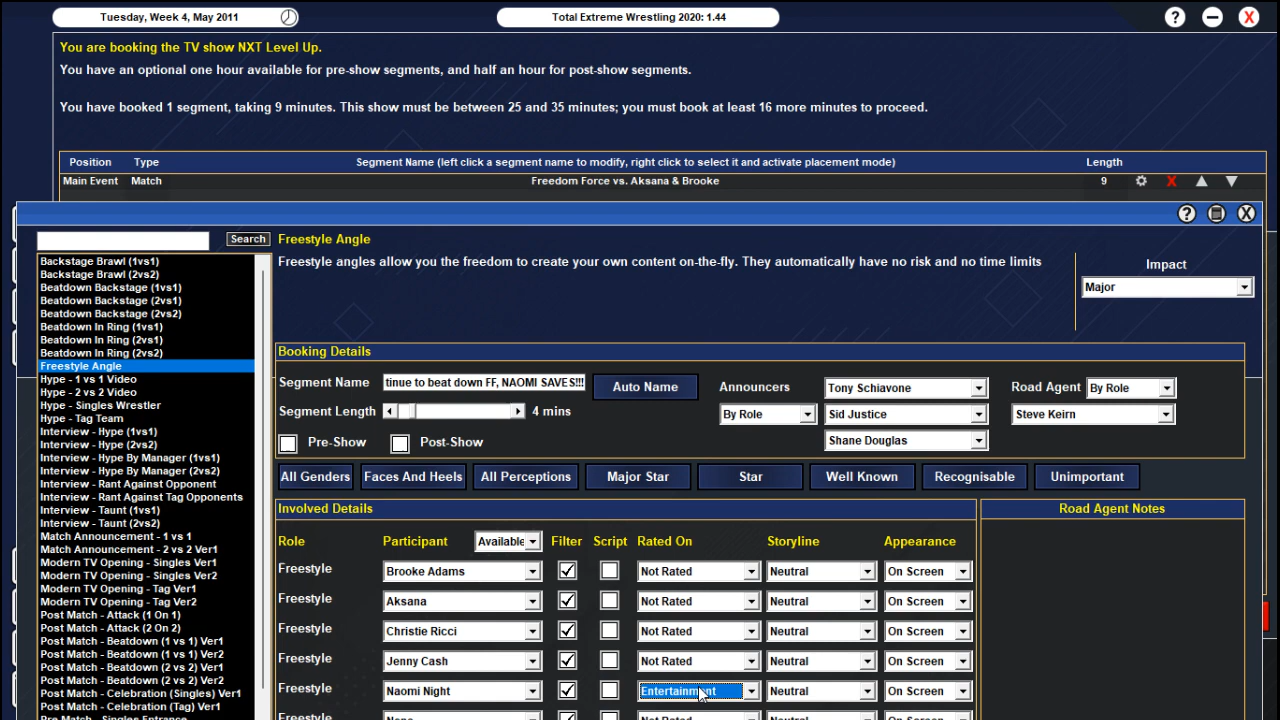 Tuesday, Week 4, May 2011
Total Extreme Wrestling 2020: 1.44
? X
You are booking the TV show NXT Level Up.
You have an optional one hour available for pre-show segments, and half an hour for post-show segments.
You have booked 1 segment, taking 9 minutes. This show must be between 25 and 35 minutes; you must book at least 16 more minutes to proceed.
Position Type Segment Name (left click a segment name to modify, right click to select it and activate placement mode) Length
Main Event Match Freedom Force vs. Aksana & Brooke 9 X
? X
Search
Backstage Brawl (1vs1)
Backstage Brawl (2vs2)
Beatdown Backstage (1vs1)
Beatdown Backstage (2vs1)
Beatdown Backstage (2vs2)
Beatdown In Ring (1vs1)
Beatdown In Ring (2vs1)
Beatdown In Ring (2vs2)
Freestyle Angle
Hype - 1 vs 1 Video
Hype - 2 vs 2 Video
Hype - Singles Wrestler
Hype - Tag Team
Interview - Hype (1vs1)
Interview - Hype (2vs2)
Interview - Hype By Manager (1vs1)
Interview - Hype By Manager (2vs2)
Interview - Rant Against Opponent
Interview - Rant Against Tag Opponents
Interview - Taunt (1vs1)
Interview - Taunt (2vs2)
Match Announcement - 1 vs 1
Match Announcement - 2 vs 2 Ver1
Modern TV Opening - Singles Ver1
Modern TV Opening - Singles Ver2
Modern TV Opening - Tag Ver1
Modern TV Opening - Tag Ver2
Post Match - Attack (1 On 1)
Post Match - Attack (2 On 2)
Post Match - Beatdown (1 vs 1) Ver1
Post Match - Beatdown (1 vs 1) Ver2
Post Match - Beatdown (2 vs 2) Ver1
Post Match - Beatdown (2 vs 2) Ver2
Post Match - Celebration (Singles) Ver1
Post Match - Celebration (Tag) Ver1
Pre Match - Singles Entrance
Freestyle Angle
Freestyle angles allow you the freedom to create your own content on-the-fly. They automatically have no risk and no time limits
Impact
Major
Booking Details
Segment Name tinue to beat down FF, NAOMI SAVES!!! Auto Name Announcers Tony Schiavone Road Agent By Role
Segment Length 4 mins By Role Sid Justice Steve Keirn
Pre-Show Post-Show Shane Douglas
All Genders Faces And Heels All Perceptions Major Star Star Well Known Recognisable Unimportant
Involved Details
Road Agent Notes
Role Participant Available Filter Script Rated On Storyline Appearance
Freestyle Brooke Adams Not Rated Neutral On Screen
Freestyle Aksana Not Rated Neutral On Screen
Freestyle Christie Ricci Not Rated Neutral On Screen
Freestyle Jenny Cash Not Rated Neutral On Screen
Freestyle Naomi Night Entertainment Neutral On Screen
Freestyle None Not Rated Neutral On Screen